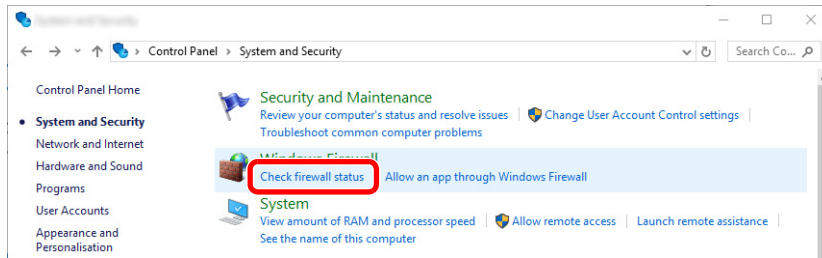 Control Panel > System and Security
Search Co...
Control Panel Home
System and Security
Network and Internet
Hardware and Sound
Programs
User Accounts
Appearance and
Personalisation
Security and Maintenance
Review your computer's status and resolve issues
Change User Account Control settings
Troubleshoot common computer problems
Windows Firewall
Check firewall status
Allow an app through Windows Firewall
System
View amount of RAM and processor speed
Allow remote access
Launch remote assistance
See the name of this computer